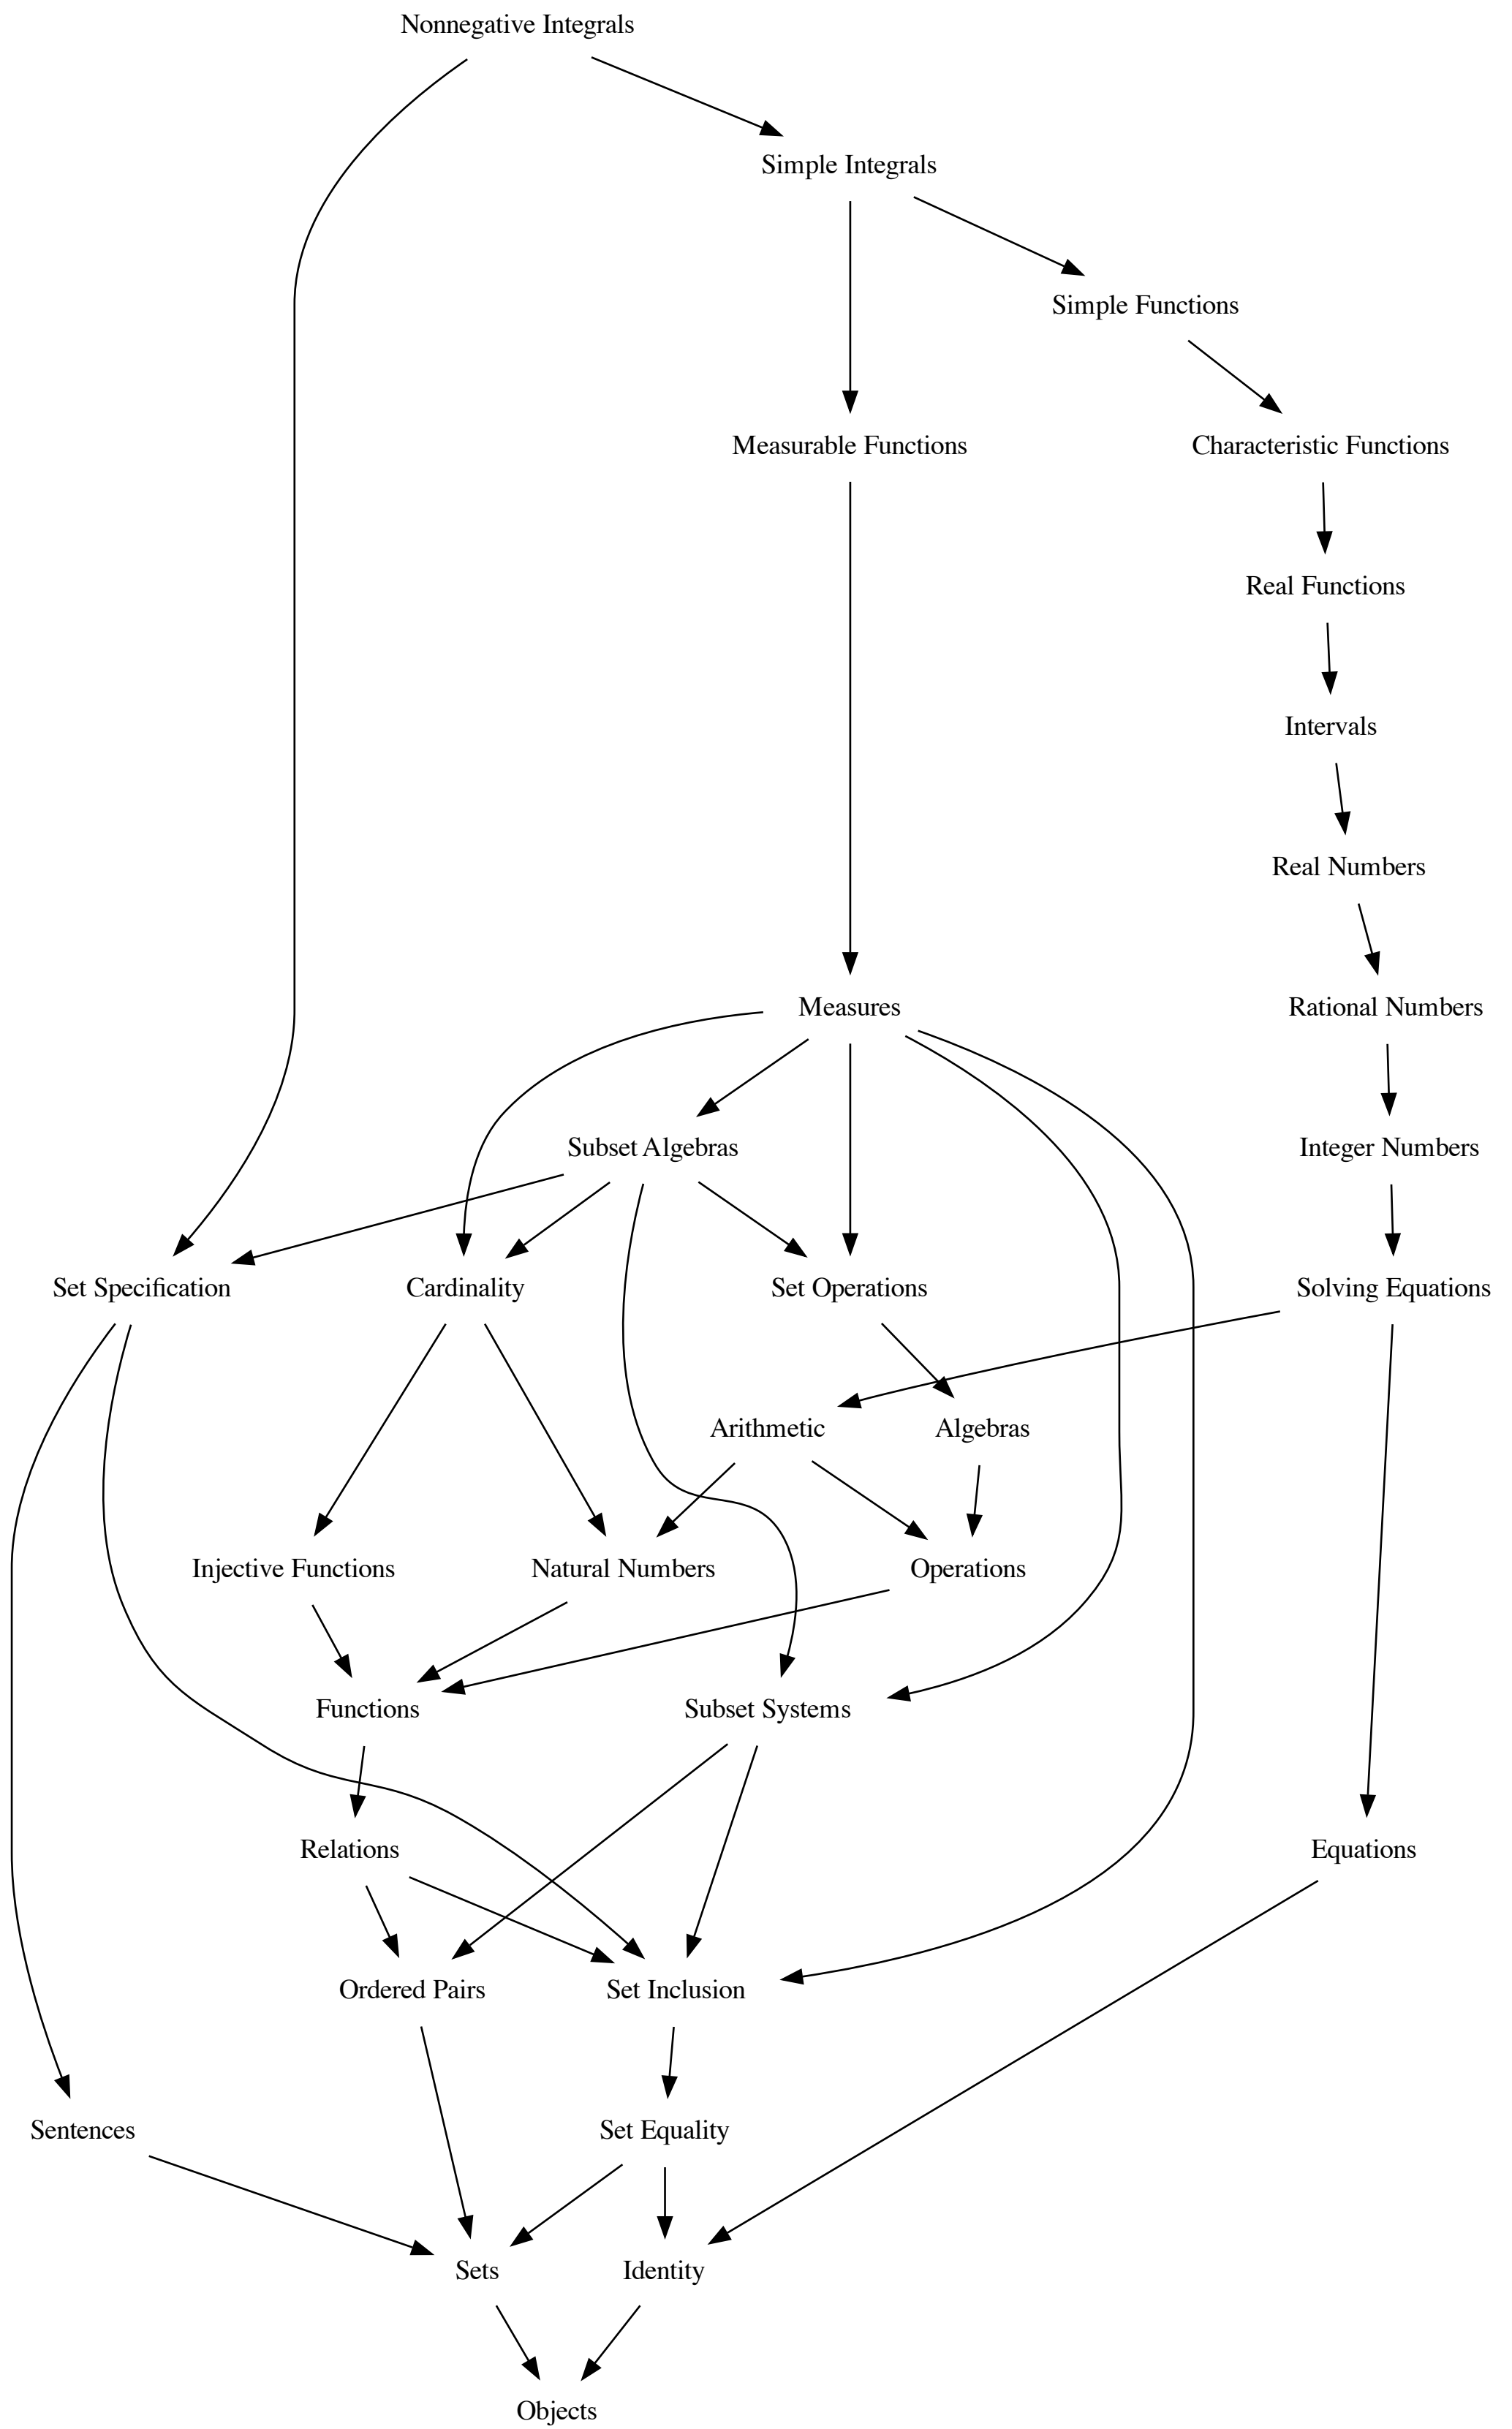 Nonnegative Integrals
Simple Integrals
Simple Functions
Measurable Functions
Characteristic Functions
Real Functions
Intervals
Real Numbers
Measures
Rational Numbers
Subset Algebras
Integer Numbers
Set Specification
Cardinality
Set Operations
Solving Equations
Arithmetic
Algebras
Injective Functions
Natural Numbers
Operations
Functions
Subset Systems
Relations
Equations
Ordered Pairs
Set Inclusion
Sentences
Set Equality
Sets
Identity
Objects